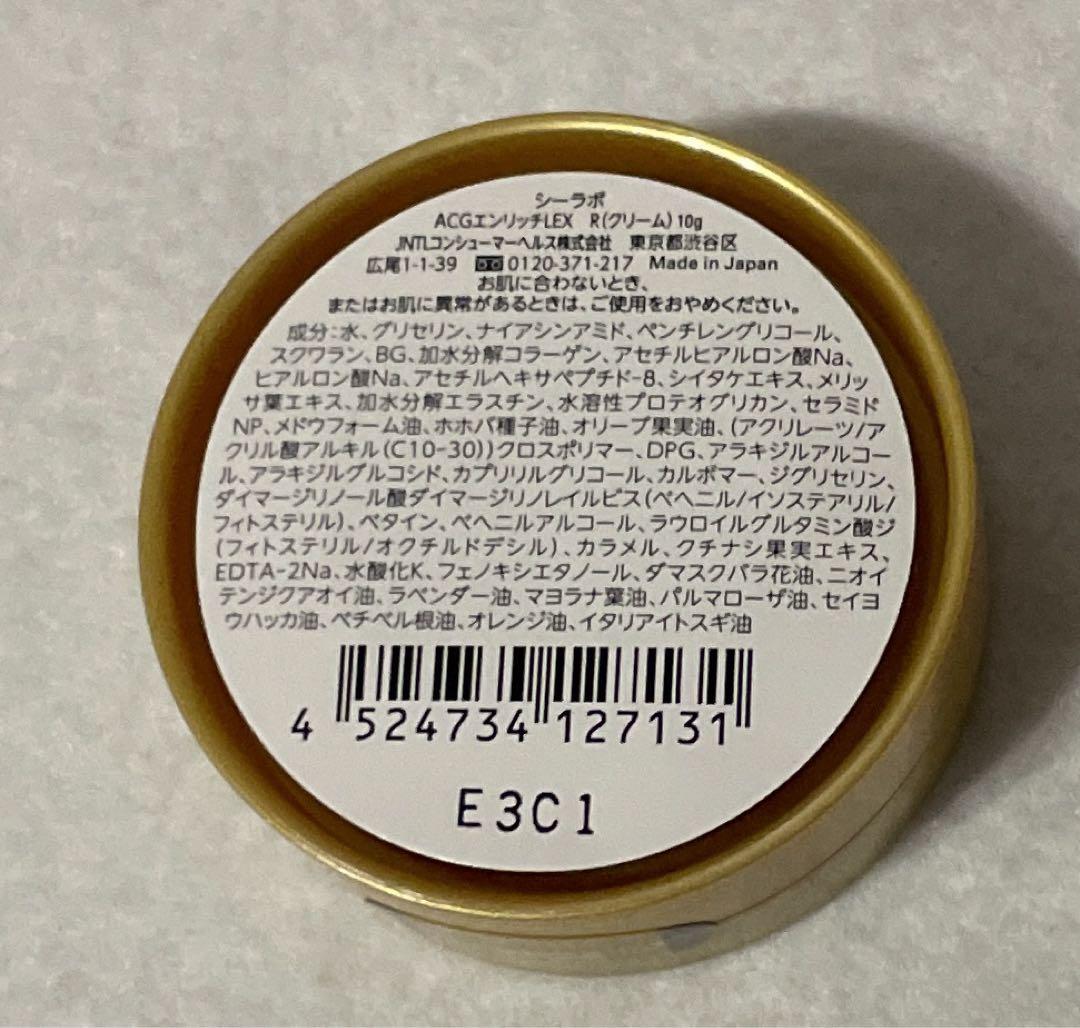 シーラボ
ACGエンリッチLEX R(クリーム)10g
JNTLコンシューマーヘルス株式会社 東京都渋谷区
広尾1-1-39 0120-371-217 Made in Japan
お肌に合わないとき、
またはお肌に異常があるときは、ご使用をおやめください。
成分:水、グリセリン、ナイアシンアミド、ペンチレングリコール、
スクワラン、BG、加水分解コラーゲン、アセチルヒアルロン酸Na、
ヒアルロン酸Na、アセチルヘキサペプチド-8、シイタケエキス、メリッ
サ葉エキス、加水分解エラスチン、水溶性プロテオグリカン、セラミド
NP、メドウフォーム油、ホホバ種子油、オリーブ果実油、(アクリレーツ/ア
クリル酸アルキル(C10-30))クロスポリマー、DPG、アラキジルアルコー
ル、アラキジルグルコシド、カプリリルグリコール、カルボマー、ジグリセリン、
ダイマージリノール酸ダイマージリノレイルビス(ベヘニル/イソステアリル/
フィトステリル)、ベタイン、ベヘニルアルコール、ラウロイルグルタミン酸ジ
(フィトステリル/オクチルドデシル)、カラメル、クチナシ果実エキス、
EDTA-2Na、水酸化K、フェノキシエタノール、ダマスクバラ花油、ニオイ
テンジクアオイ油、ラベンダー油、マヨラナ葉油、パルマローザ油、セイヨ
ウハッカ油、ベチベル根油、オレンジ油、イタリアイトスギ油
4 524734 127131
E3C1